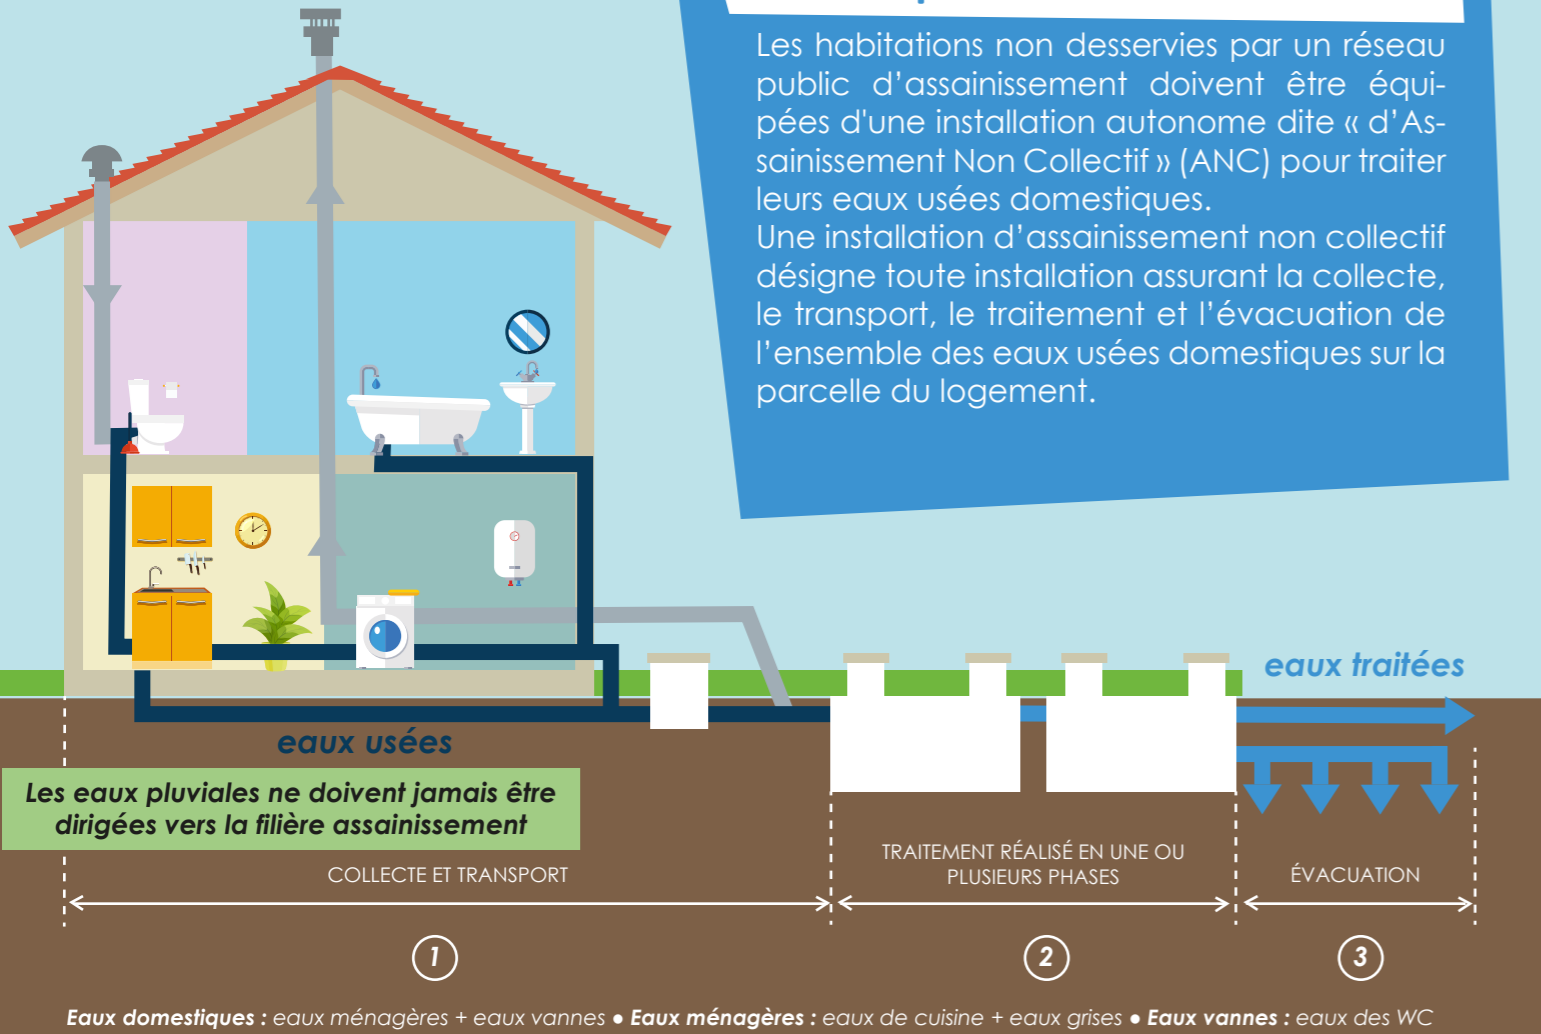 Les habitations non desservies par un réseau
public d’assainissement doivent être équi-
pées d'une installation autonome dite « d’As-
sainissement Non Collectif » (ANC) pour traiter
leurs eaux usées domestiques.
Une installation d’assainissement non collectif
désigne toute installation assurant la collecte,
le transport, le traitement et l’évacuation de
l’ensemble des eaux usées domestiques sur la
parcelle du logement.
eaux traitées
eaux usées
Les eaux pluviales ne doivent jamais être
dirigées vers la filière assainissement
COLLECTE ET TRANSPORT
TRAITEMENT RÉALISÉ EN UNE OU
PLUSIEURS PHASES
ÉVACUATION
1
2
3
Eaux domestiques : eaux ménagères + eaux vannes ● Eaux ménagères : eaux de cuisine + eaux grises ● Eaux vannes : eaux des WC